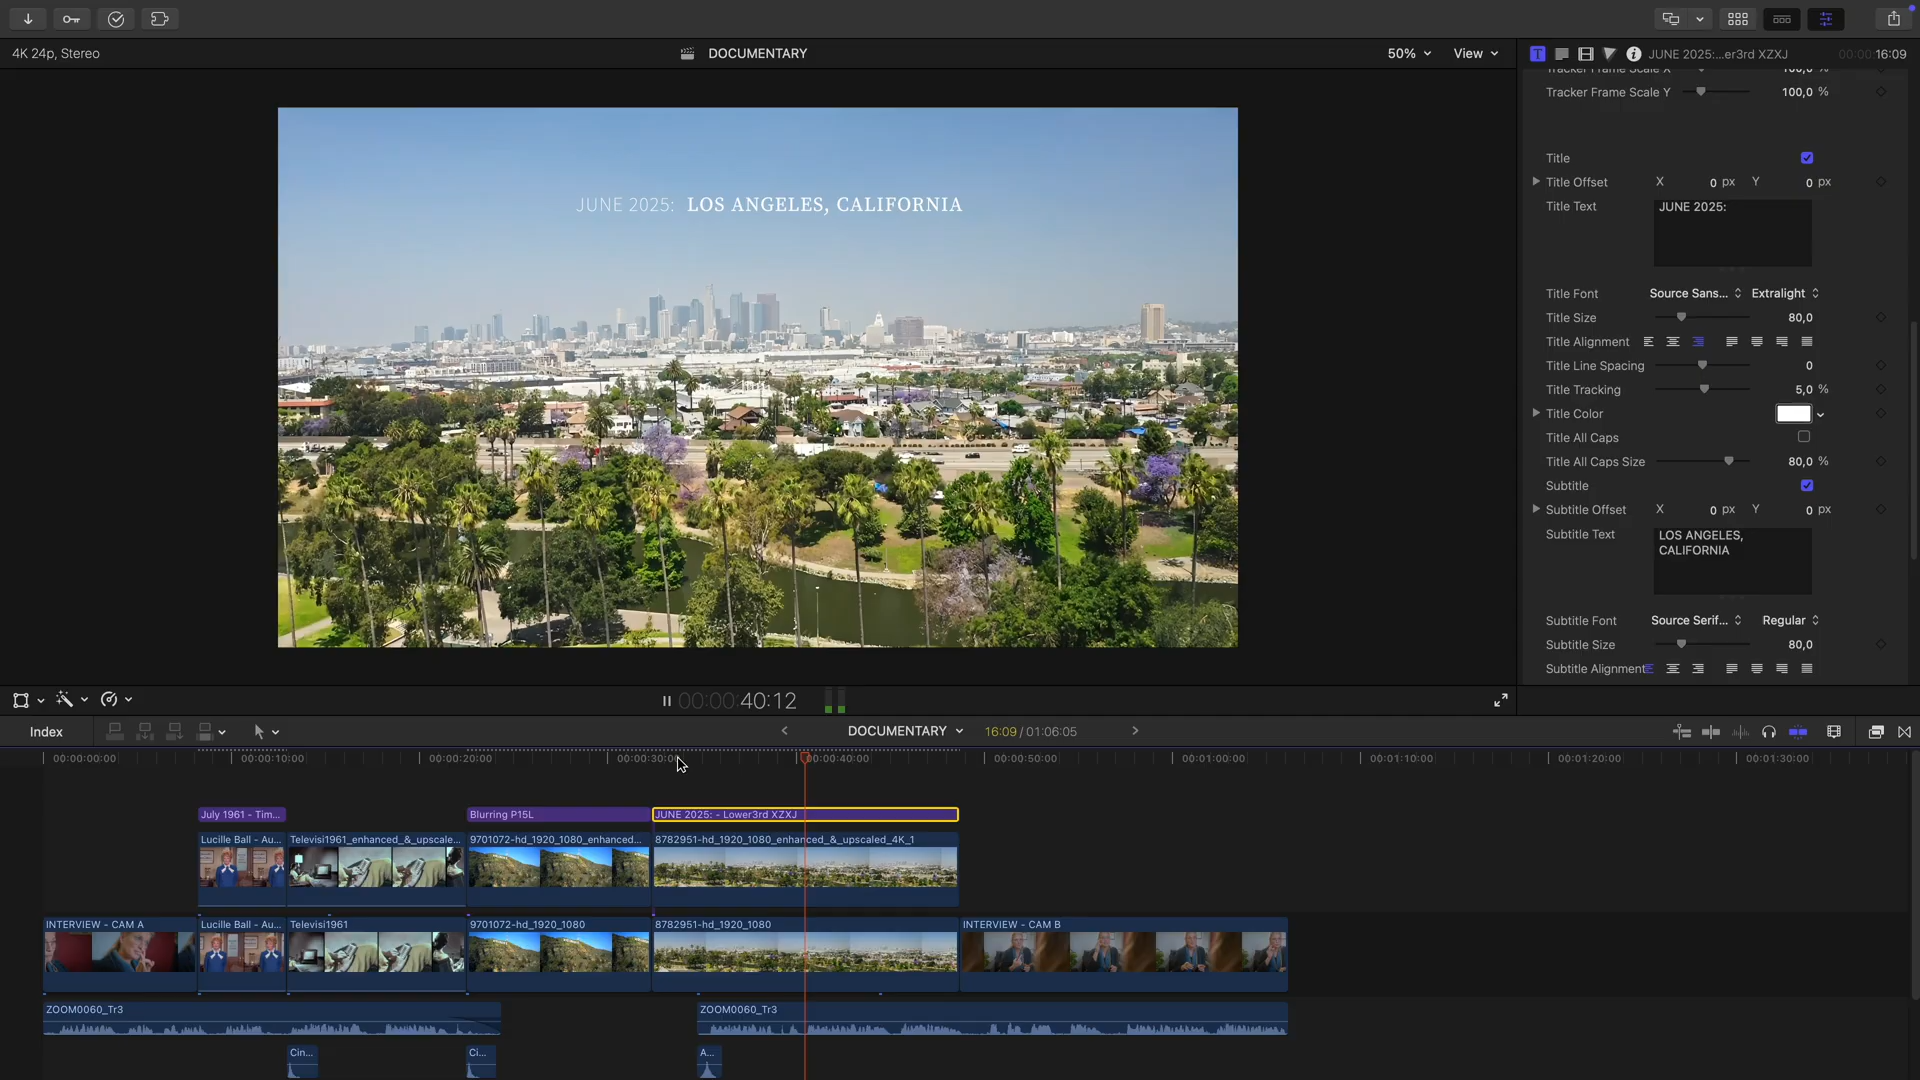 4K 24p, Stereo
DOCUMENTARY
50%
View
JUNE 2025:...er3rd XZXJ
00:00:16:09
Tracker Frame Scale X 100,0 %
Tracker Frame Scale Y 100,0 %
JUNE 2025: LOS ANGELES, CALIFORNIA
Title
Title Offset X 0 px Y 0 px
Title Text JUNE 2025:
Title Font Source Sans... Extralight
Title Size 80,0
Title Alignment
Title Line Spacing 0
Title Tracking 5,0 %
Title Color
Title All Caps
Title All Caps Size 80,0 %
Subtitle
Subtitle Offset X 0 px Y 0 px
Subtitle Text LOS ANGELES,
CALIFORNIA
Subtitle Font Source Serif... Regular
Subtitle Size 80,0
Subtitle Alignment
00:00:40:12
Index
DOCUMENTARY
16:09 / 01:06:05
00:00:00:00 00:00:10:00 00:00:20:00 00:00:30:00 00:00:40:00 00:00:50:00 00:01:00:00 00:01:10:00 00:01:20:00 00:01:30:00
July 1961 - Tim... Blurring P15L JUNE 2025: - Lower3rd XZXJ
Lucille Ball - Au... Televisi1961_enhanced_&_upscale... 9701072-hd_1920_1080_enhanced... 8782951-hd_1920_1080_enhanced_&_upscaled_4K_1
INTERVIEW - CAM A Lucille Ball - Au... Televisi1961 9701072-hd_1920_1080 8782951-hd_1920_1080 INTERVIEW - CAM B
ZOOM0060_Tr3 ZOOM0060_Tr3
Cin... Ci... A...